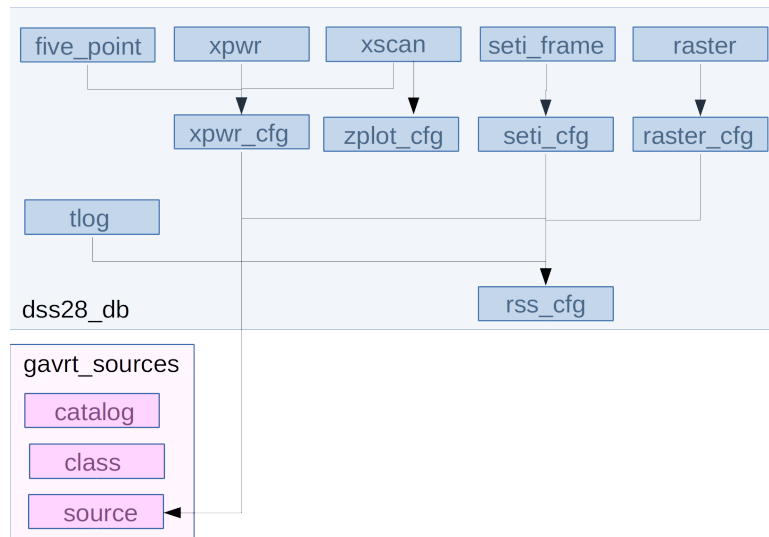 five_point
xpwr
xscan
seti_frame
raster
xpwr_cfg
zplot_cfg
seti_cfg
raster_cfg
tlog
rss_cfg
dss28_db
gavrt_sources
catalog
class
source